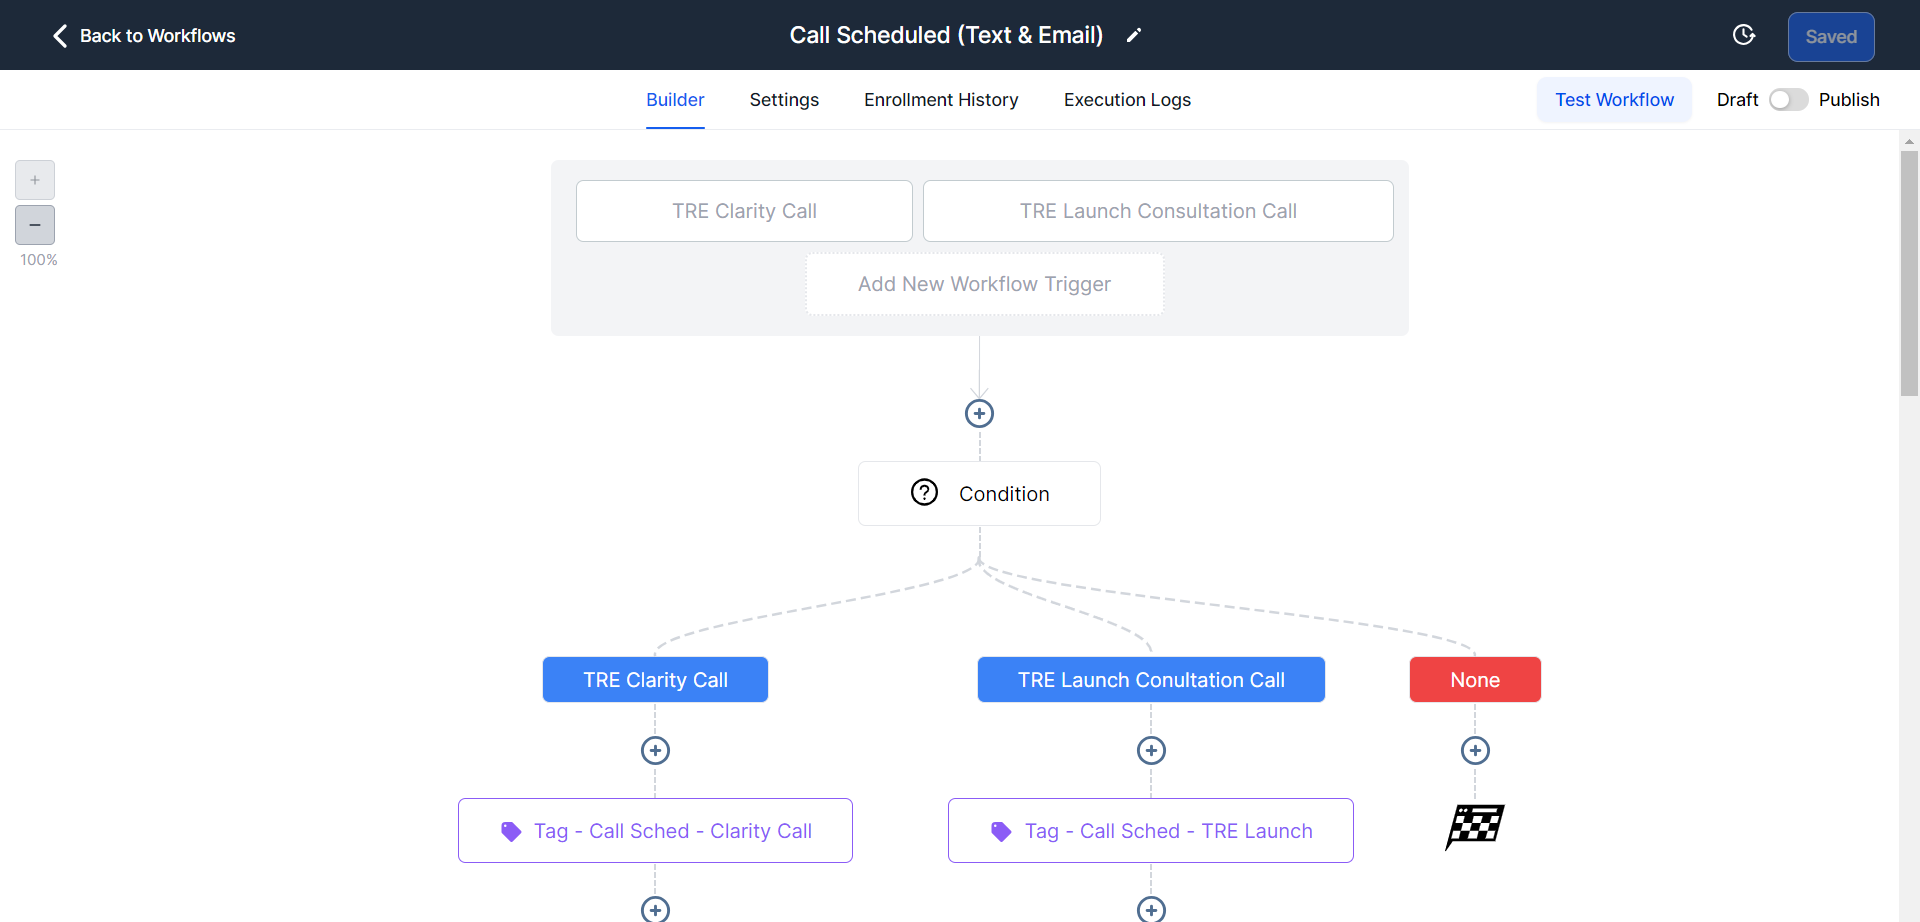 Back to Workflows
Call Scheduled (Text & Email)
Saved
Builder
Settings
Enrollment History
Execution Logs
Test Workflow
Draft
Publish
+
−
100%
TRE Clarity Call
TRE Launch Consultation Call
Add New Workflow Trigger
Condition
TRE Clarity Call
TRE Launch Conultation Call
None
Tag - Call Sched - Clarity Call
Tag - Call Sched - TRE Launch